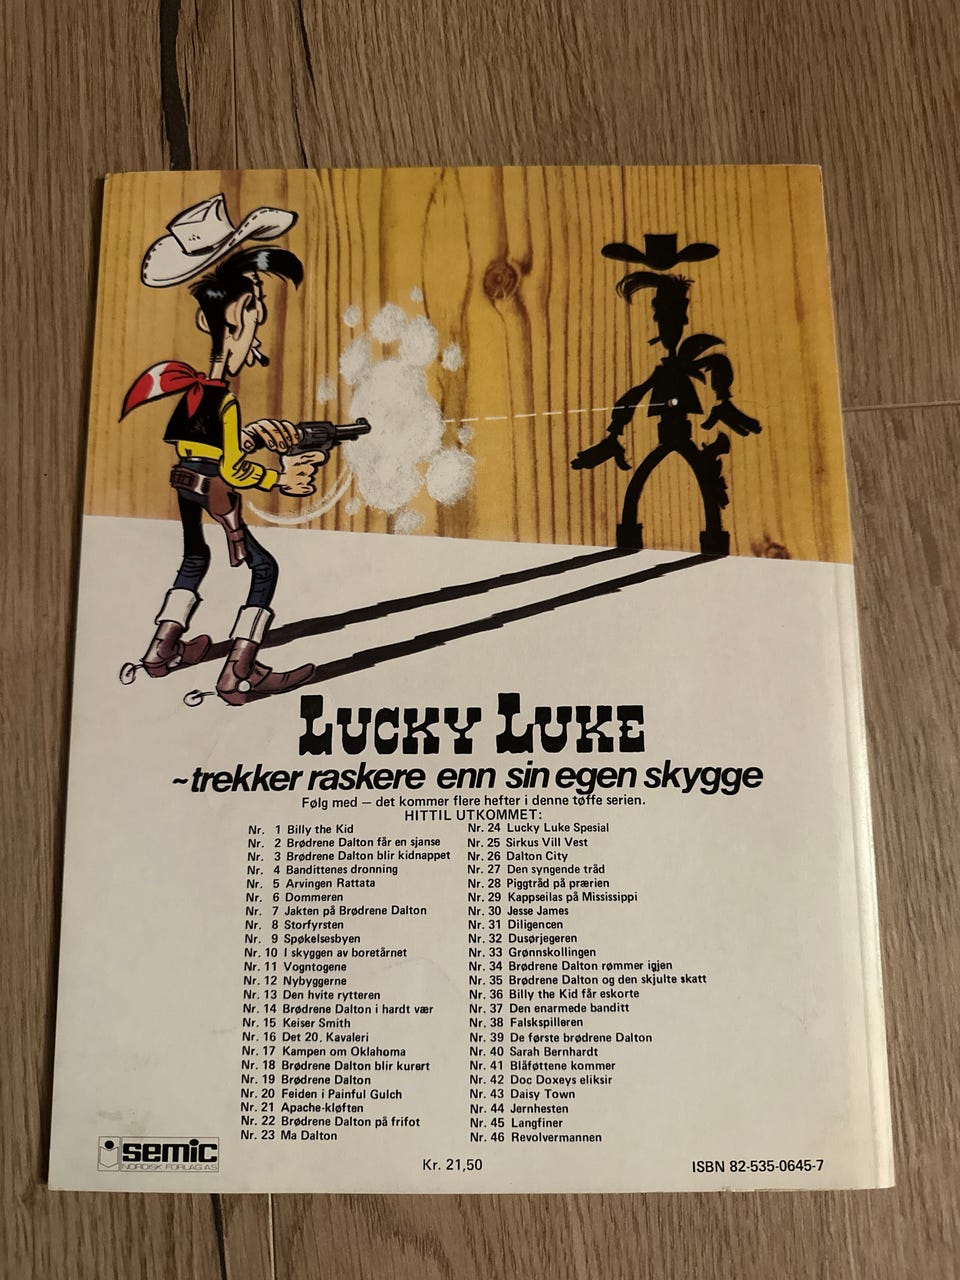 LUCKY LUKE
~trekker raskere enn sin egen skygge
Følg med – det kommer flere hefter i denne tøffe serien.
HITTIL UTKOMMET:
Nr. 1 Billy the Kid
Nr. 2 Brødrene Dalton får en sjanse
Nr. 3 Brødrene Dalton blir kidnappet
Nr. 4 Bandittenes dronning
Nr. 5 Arvingen Rattata
Nr. 6 Dommeren
Nr. 7 Jakten på Brødrene Dalton
Nr. 8 Storfyrsten
Nr. 9 Spøkelsesbyen
Nr. 10 I skyggen av boretårnet
Nr. 11 Vogntogene
Nr. 12 Nybyggerne
Nr. 13 Den hvite rytteren
Nr. 14 Brødrene Dalton i hardt vær
Nr. 15 Keiser Smith
Nr. 16 Det 20. Kavaleri
Nr. 17 Kampen om Oklahoma
Nr. 18 Brødrene Dalton blir kurert
Nr. 19 Brødrene Dalton
Nr. 20 Feiden i Painful Gulch
Nr. 21 Apache-kløften
Nr. 22 Brødrene Dalton på frifot
Nr. 23 Ma Dalton
Nr. 24 Lucky Luke Spesial
Nr. 25 Sirkus Vill Vest
Nr. 26 Dalton City
Nr. 27 Den syngende tråd
Nr. 28 Piggtråd på prærien
Nr. 29 Kappseilas på Mississippi
Nr. 30 Jesse James
Nr. 31 Diligencen
Nr. 32 Dusørjegeren
Nr. 33 Grønnskollingen
Nr. 34 Brødrene Dalton rømmer igjen
Nr. 35 Brødrene Dalton og den skjulte skatt
Nr. 36 Billy the Kid får eskorte
Nr. 37 Den enarmede banditt
Nr. 38 Falskspilleren
Nr. 39 De første brødrene Dalton
Nr. 40 Sarah Bernhardt
Nr. 41 Blåføttene kommer
Nr. 42 Doc Doxeys eliksir
Nr. 43 Daisy Town
Nr. 44 Jernhesten
Nr. 45 Langfiner
Nr. 46 Revolvermannen
semic
NORDISK FORLAG AS
Kr. 21,50
ISBN 82-535-0645-7